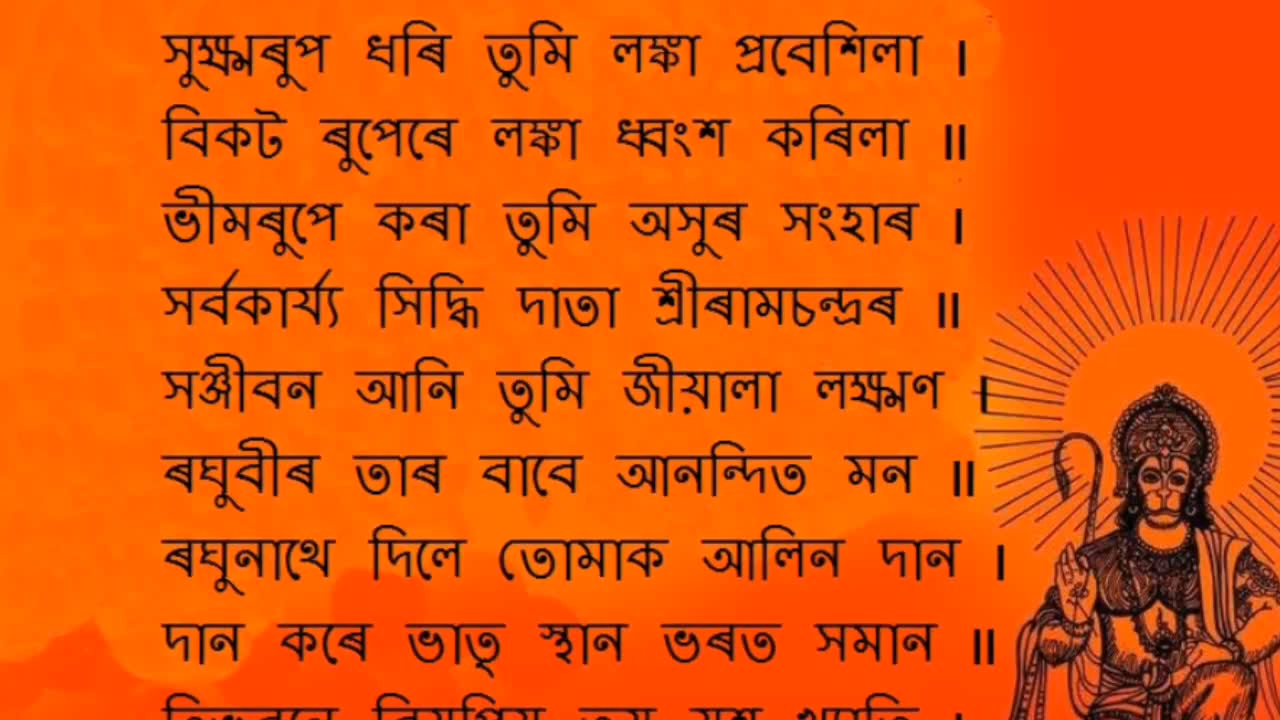 সুক্ষ্মৰুপ ধৰি তুমি লঙ্কা প্ৰবেশিলা ।
বিকট ৰুপেৰে লঙ্কা ধ্বংশ কৰিলা ॥
ভীমৰুপে কৰা তুমি অসুৰ সংহাৰ ।
সৰ্বকাৰ্য্য সিদ্ধি দাতা শ্ৰীৰামচন্দ্ৰৰ ॥
সঞ্জীবন আনি তুমি জীয়ালা লক্ষ্মণ ।
ৰঘুবীৰ তাৰ বাবে আনন্দিত মন ॥
ৰঘুনাথে দিলে তোমাক আলিন দান ।
দান কৰে ভাতৃ স্থান ভৰত সমান ॥